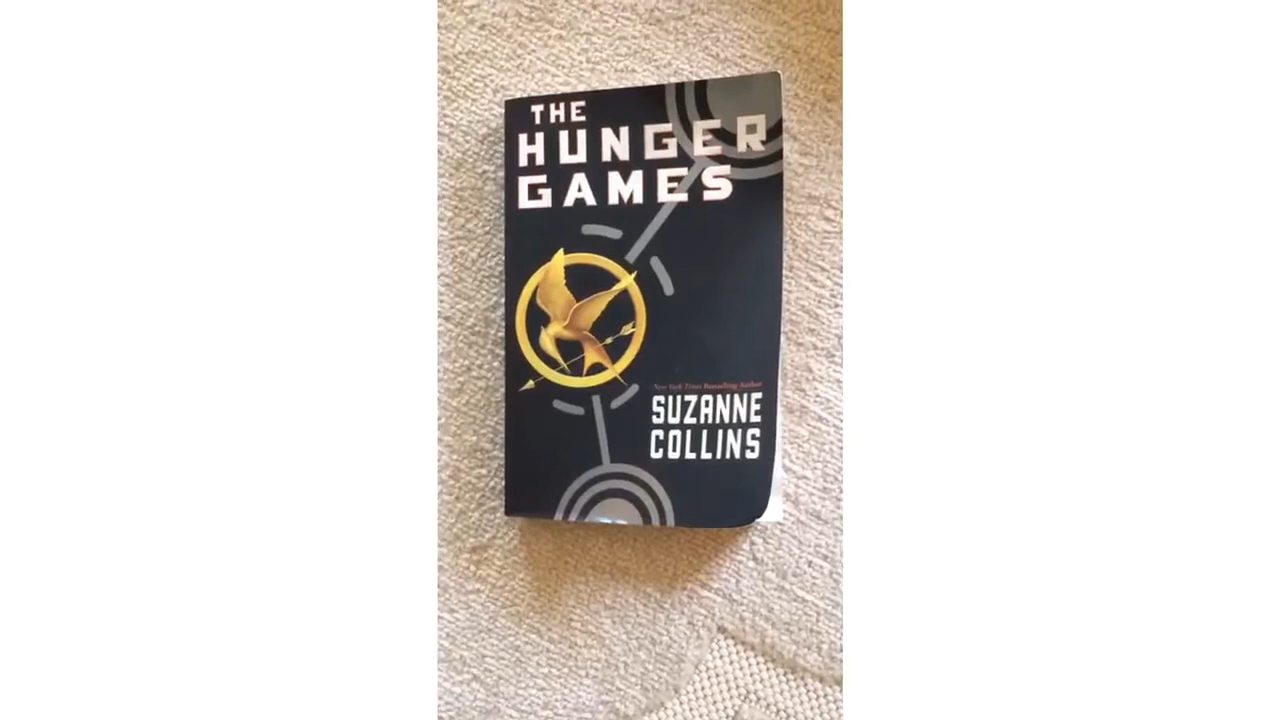 THE
HUNGER
GAMES
New York Times Bestselling Author
SUZANNE
COLLINS